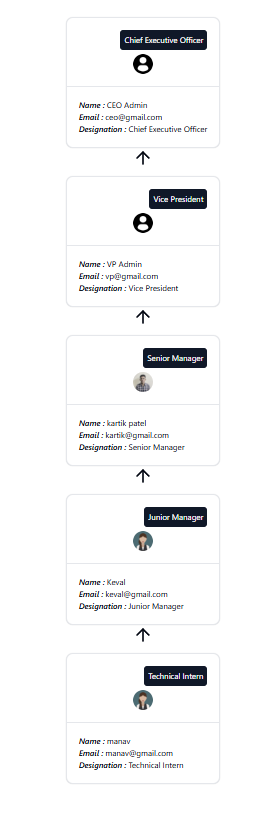 Chief Executive Officer
Name : CEO Admin
Email : ceo@gmail.com
Designation : Chief Executive Officer
Vice President
Name : VP Admin
Email : vp@gmail.com
Designation : Vice President
Senior Manager
Name : kartik patel
Email : kartik@gmail.com
Designation : Senior Manager
Junior Manager
Name : Keval
Email : keval@gmail.com
Designation : Junior Manager
Technical Intern
Name : manav
Email : manav@gmail.com
Designation : Technical Intern